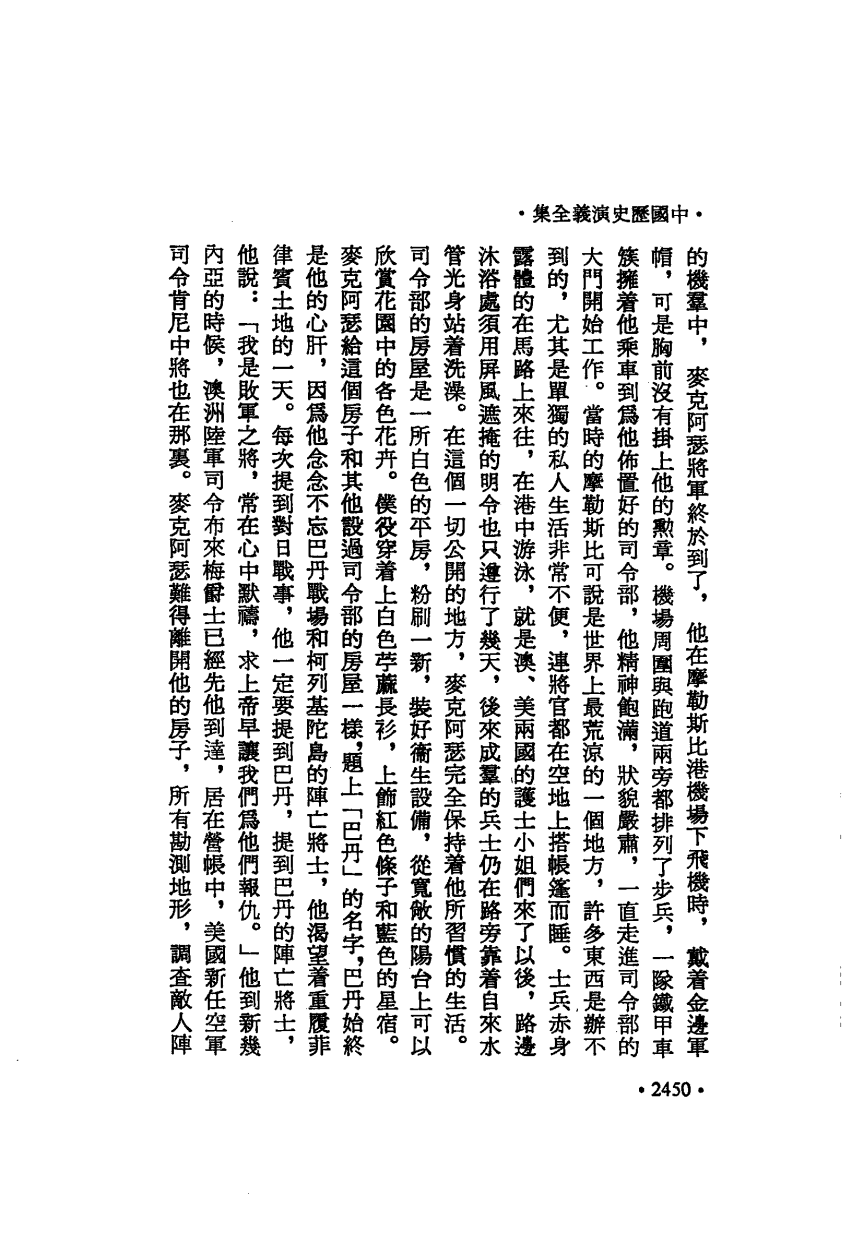 •中國歷史演義全集•
的機羣中，麥克阿瑟將軍終於到了，他在摩勒斯比港機場下飛機時，戴着金邊軍
帽，可是胸前沒有掛上他的勲章。機場周圍與跑道兩旁都排列了步兵，一隊鐵甲車
簇擁着他乘車到爲他佈置好的司令部，他精神飽滿，狀貌嚴肅，一直走進司令部的
大門開始工作。當時的摩勒斯比可說是世界上最荒涼的一個地方，許多東西是辦不
到的，尤其是單獨的私人生活非常不便，連將官都在空地上搭帳篷而睡。士兵赤身
露體的在馬路上來往，在港中游泳，就是澳、美兩國的護士小姐們來了以後，路邊
沐浴處須用屏風遮掩的明令也只遵行了幾天，後來成羣的兵士仍在路旁靠着自來水
管光身站着洗澡。在這個一切公開的地方，麥克阿瑟完全保持着他所習慣的生活。
司令部的房屋是一所白色的平房，粉刷一新，裝好衞生設備，從寬敞的陽台上可以
欣賞花園中的各色花卉。僕役穿着上白色苧蔴長衫，上飾紅色條子和藍色的星宿。
麥克阿瑟給這個房子和其他設過司令部的房屋一樣，題上「巴丹」的名字，巴丹始終
是他的心肝，因爲他念念不忘巴丹戰場和柯列基陀島的陣亡將士，他渴望着重履菲
律賓土地的一天。每次提到對日戰事，他一定要提到巴丹，提到巴丹的陣亡將士，
他說：「我是敗軍之將，常在心中默禱，求上帝早讓我們爲他們報仇。」他到新幾
內亞的時候，澳洲陸軍司令布來梅爵士已經先他到達，居在營帳中，美國新任空軍
司令肯尼中將也在那裏。麥克阿瑟難得離開他的房子，所有勘測地形，調查敵人陣
•2450•